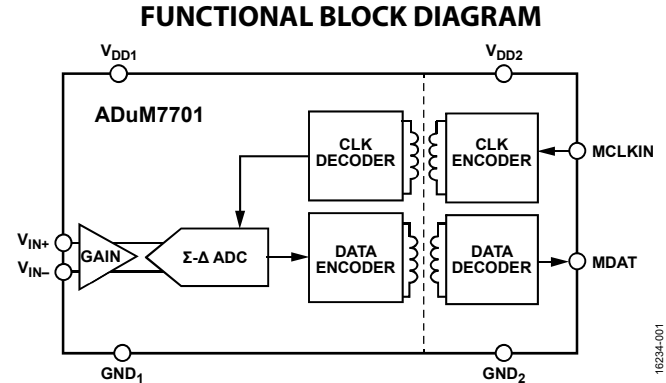 FUNCTIONAL BLOCK DIAGRAM
VDD1
VDD2
ADuM7701
CLK
DECODER
CLK
ENCODER
MCLKIN
VIN+
VIN–
GAIN
Σ-Δ ADC
DATA
ENCODER
DATA
DECODER
MDAT
GND1
GND2
16234-001